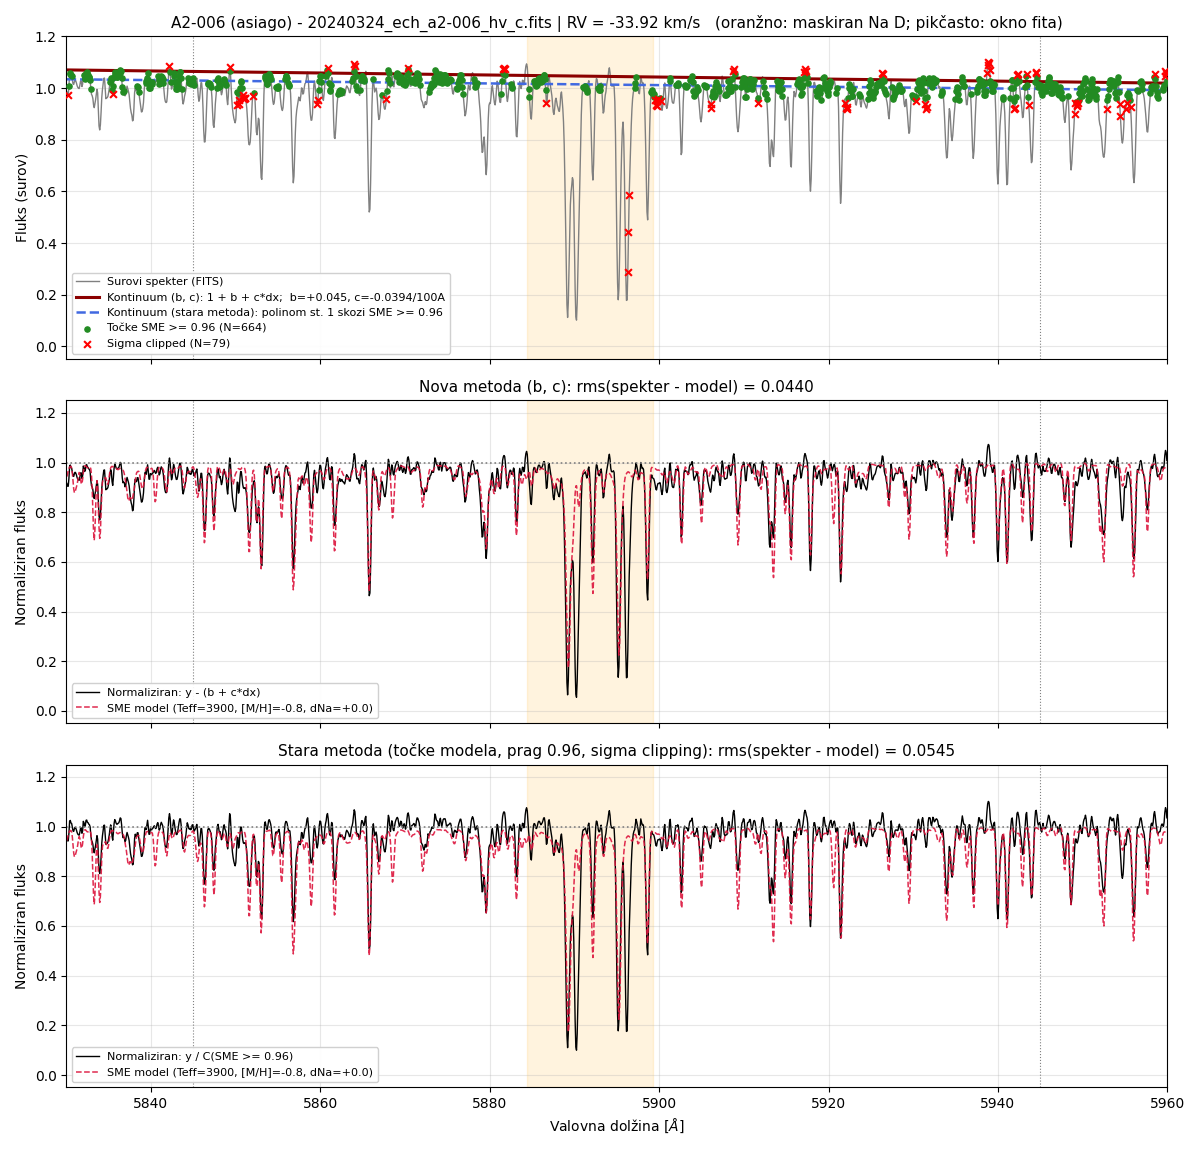 A2-006 (asiago) - 20240324_ech_a2-006_hv_c.fits | RV = -33.92 km/s   (oranžno: maskiran Na D; pikčasto: okno fita)
1.2
1.0
0.8
0.6
0.4
0.2
0.0
Fluks (surov)
Surovi spekter (FITS)
Kontinuum (b, c): 1 + b + c*dx;  b=+0.045, c=-0.0394/100A
Kontinuum (stara metoda): polinom st. 1 skozi SME >= 0.96
Točke SME >= 0.96 (N=664)
Sigma clipped (N=79)
Nova metoda (b, c): rms(spekter - model) = 0.0440
1.2
1.0
0.8
0.6
0.4
0.2
0.0
Normaliziran fluks
Normaliziran: y - (b + c*dx)
SME model (Teff=3900, [M/H]=-0.8, dNa=+0.0)
Stara metoda (točke modela, prag 0.96, sigma clipping): rms(spekter - model) = 0.0545
1.2
1.0
0.8
0.6
0.4
0.2
0.0
Normaliziran fluks
Normaliziran: y / C(SME >= 0.96)
SME model (Teff=3900, [M/H]=-0.8, dNa=+0.0)
5840 5860 5880 5900 5920 5940 5960
Valovna dolžina [Å]